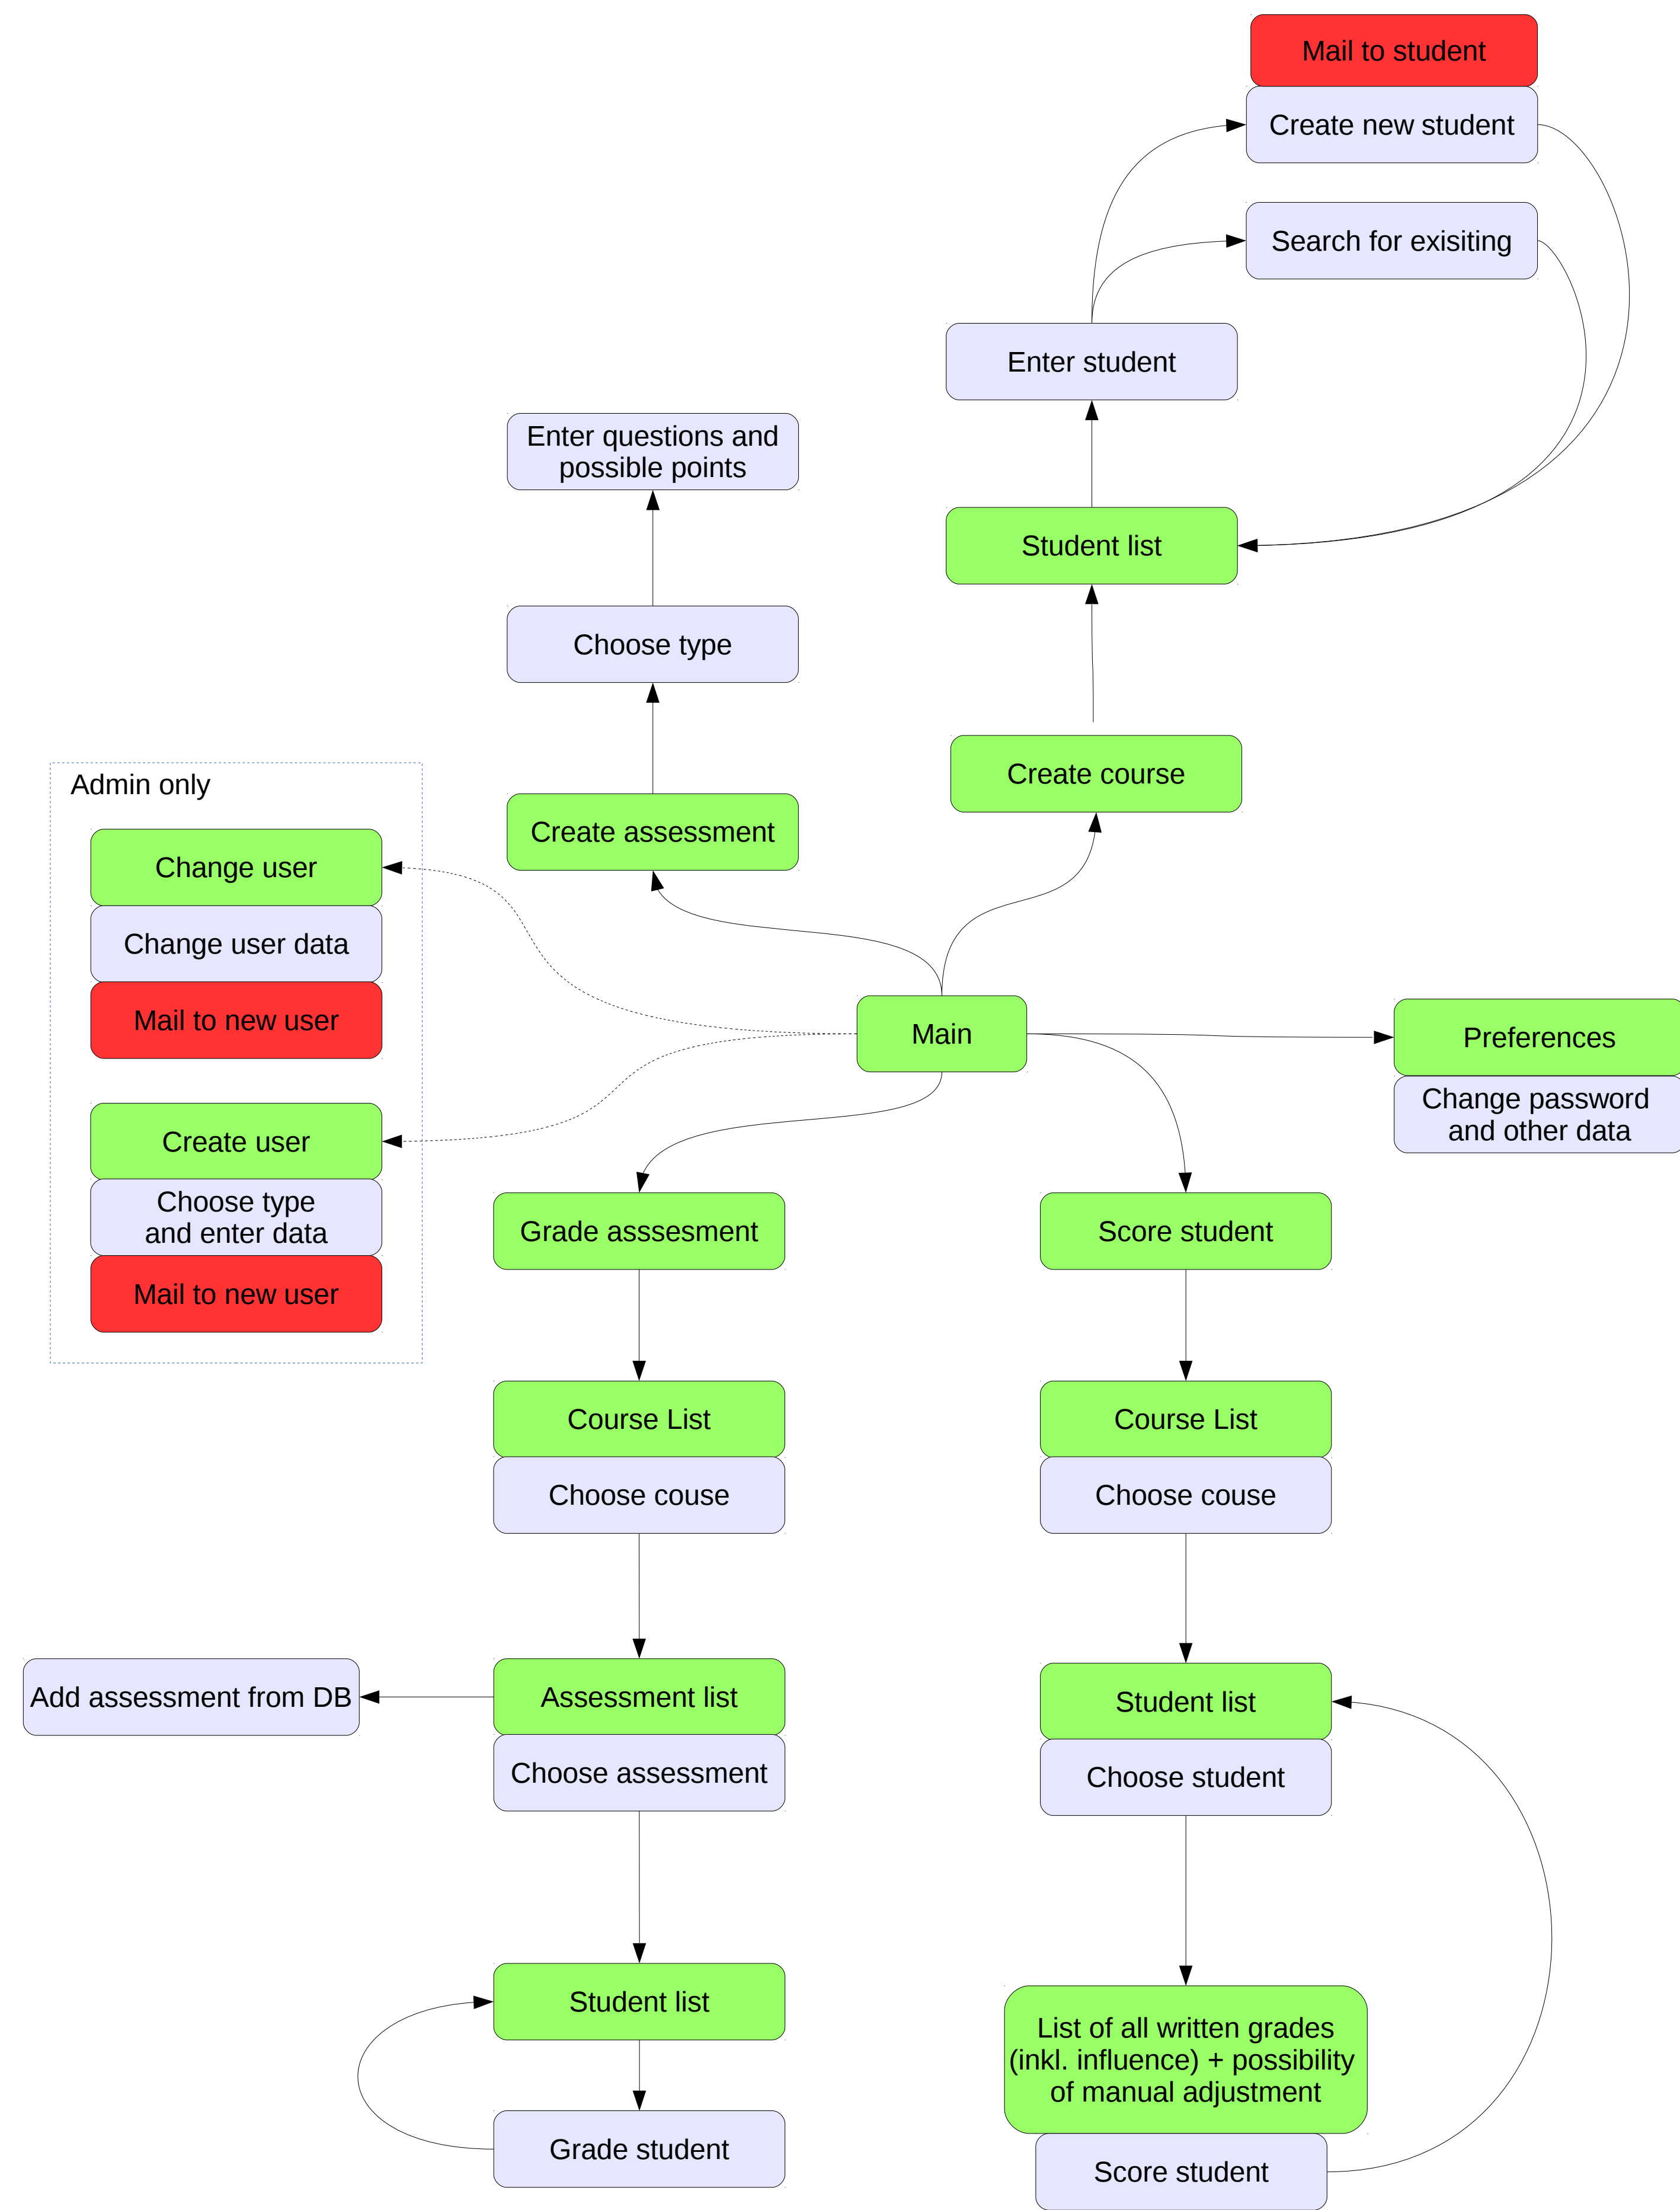 Mail to student
Create new student
Search for exisiting
Enter student
Enter questions and
possible points
Student list
Choose type
Create course
Admin only
Create assessment
Change user
Change user data
Mail to new user
Main
Preferences
Change password
and other data
Create user
Choose type
and enter data
Mail to new user
Grade asssesment
Score student
Course List
Choose couse
Course List
Choose couse
Add assessment from DB
Assessment list
Choose assessment
Student list
Choose student
Student list
Grade student
List of all written grades
(inkl. influence) + possibility
of manual adjustment
Score student